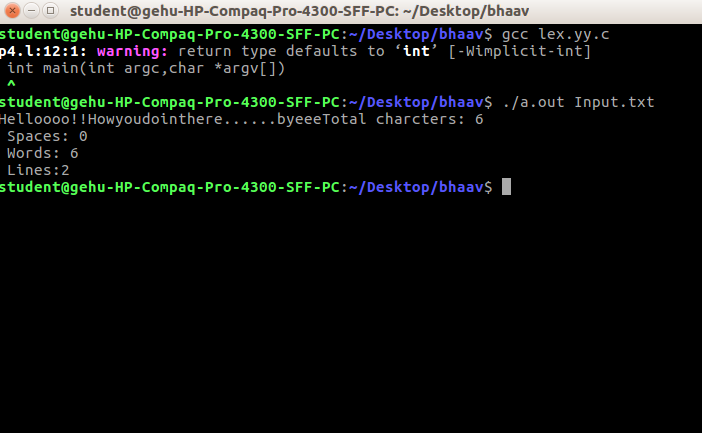 student@gehu-HP-Compaq-Pro-4300-SFF-PC: ~/Desktop/bhaav
student@gehu-HP-Compaq-Pro-4300-SFF-PC:~/Desktop/bhaav$ gcc lex.yy.c
p4.l:12:1: warning: return type defaults to ‘int’ [-Wimplicit-int]
 int main(int argc,char *argv[])
 ^
student@gehu-HP-Compaq-Pro-4300-SFF-PC:~/Desktop/bhaav$ ./a.out Input.txt
Helloooo!!Howyoudointhere......byeeeTotal charcters: 6
 Spaces: 0
 Words: 6
 Lines:2
student@gehu-HP-Compaq-Pro-4300-SFF-PC:~/Desktop/bhaav$